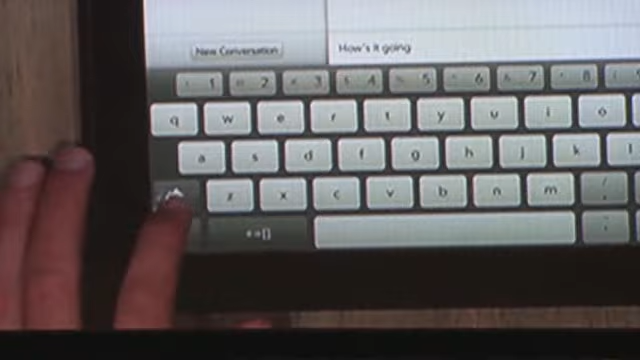 New Conversation
How's it going
1 2 3 4 5 6 7 8
q w e r t y u i o
a s d f g h j k l
z x c v b n m /